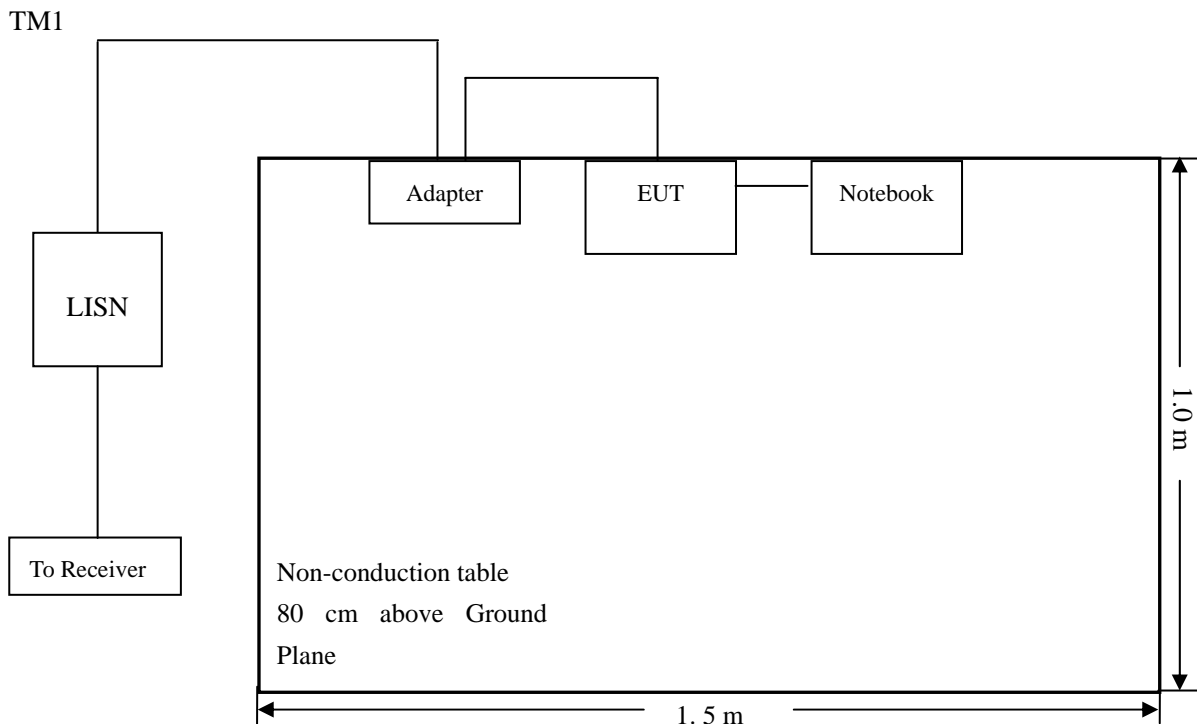 TM1
Adapter
EUT
Notebook
LISN
1.0 m
To Receiver
Non-conduction table
80 cm above Ground
Plane
1. 5 m